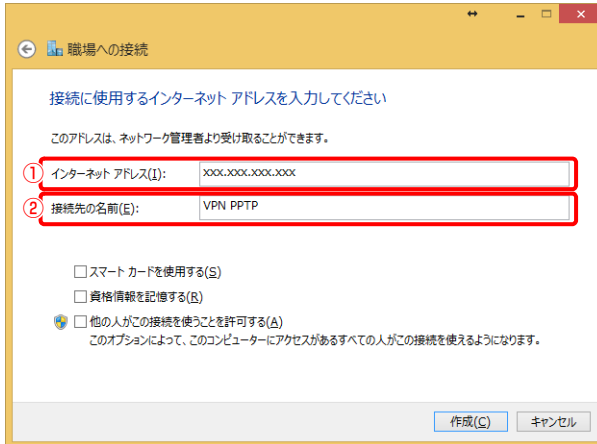 職場への接続
接続に使用するインターネット アドレスを入力してください
このアドレスは、ネットワーク管理者より受け取ることができます。
① インターネット アドレス(I): xxx.xxx.xxx.xxx
② 接続先の名前(E): VPN PPTP
スマート カードを使用する(S)
資格情報を記憶する(R)
他の人がこの接続を使うことを許可する(A)
このオプションによって、このコンピューターにアクセスがあるすべての人がこの接続を使えるようになります。
作成(C) キャンセル